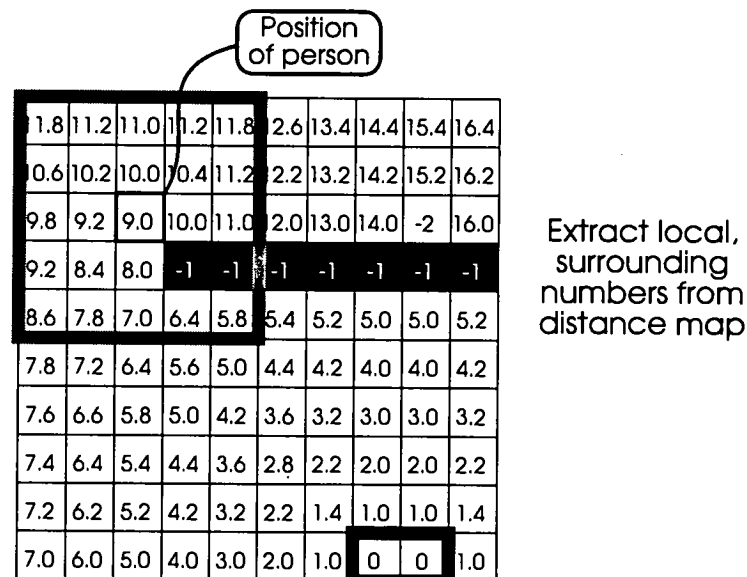 Position
of person
11.8 11.2 11.0 11.2 11.8 12.6 13.4 14.4 15.4 16.4
10.6 10.2 10.0 10.4 11.2 12.2 13.2 14.2 15.2 16.2
9.8 9.2 9.0 10.0 11.0 12.0 13.0 14.0 -2 16.0
9.2 8.4 8.0 -1 -1 -1 -1 -1 -1 -1
8.6 7.8 7.0 6.4 5.8 5.4 5.2 5.0 5.0 5.2
7.8 7.2 6.4 5.6 5.0 4.4 4.2 4.0 4.0 4.2
7.6 6.6 5.8 5.0 4.2 3.6 3.2 3.0 3.0 3.2
7.4 6.4 5.4 4.4 3.6 2.8 2.2 2.0 2.0 2.2
7.2 6.2 5.2 4.2 3.2 2.2 1.4 1.0 1.0 1.4
7.0 6.0 5.0 4.0 3.0 2.0 1.0 0 0 1.0
Extract local,
surrounding
numbers from
distance map